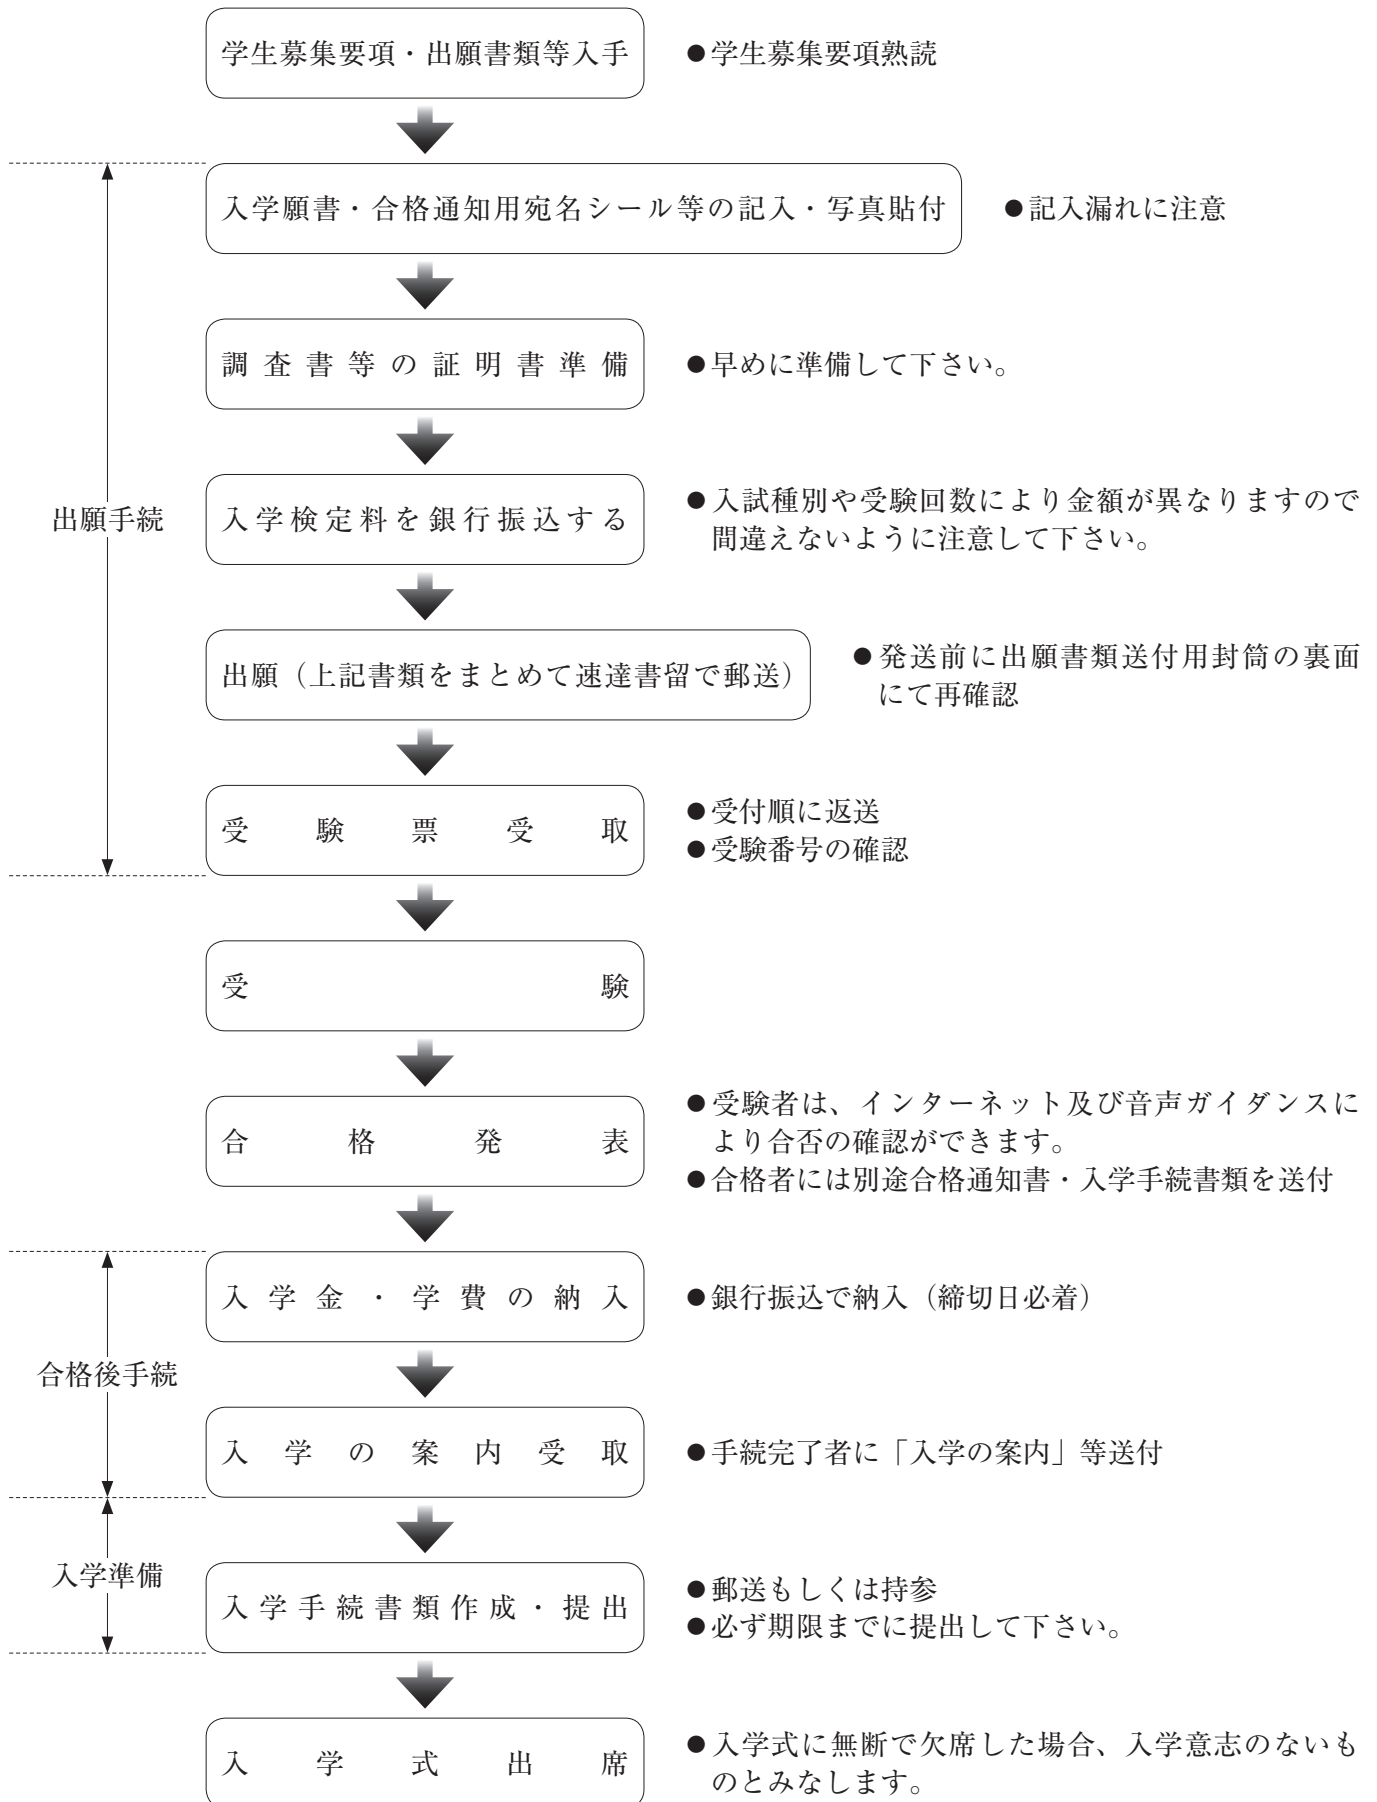 学生募集要項・出願書類等入手
●学生募集要項熟読
入学願書・合格通知用宛名シール等の記入・写真貼付
●記入漏れに注意
調査書等の証明書準備
●早めに準備して下さい。
出願手続
入学検定料を銀行振込する
●入試種別や受験回数により金額が異なりますので
間違えないように注意して下さい。
出願（上記書類をまとめて速達書留で郵送）
●発送前に出願書類送付用封筒の裏面
にて再確認
受験票受取
●受付順に返送
●受験番号の確認
受験
合格発表
●受験者は、インターネット及び音声ガイダンスに
より合否の確認ができます。
●合格者には別途合格通知書・入学手続書類を送付
合格後手続
入学金・学費の納入
●銀行振込で納入（締切日必着）
入学の案内受取
●手続完了者に「入学の案内」等送付
入学準備
入学手続書類作成・提出
●郵送もしくは持参
●必ず期限までに提出して下さい。
入学式出席
●入学式に無断で欠席した場合、入学意志のないも
のとみなします。